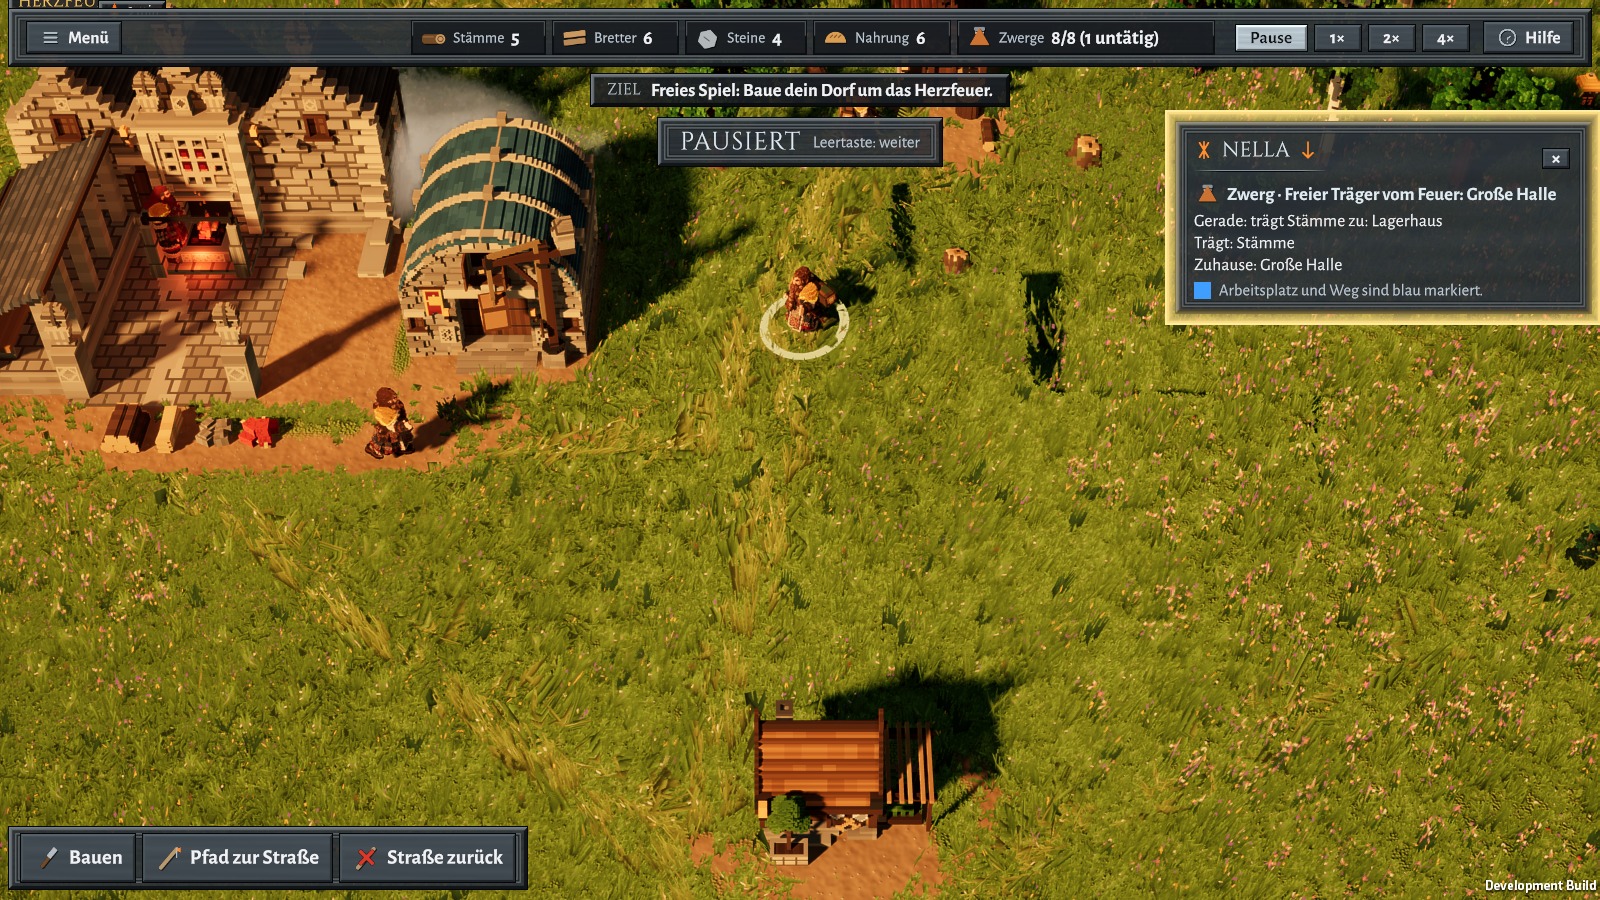 HERZFEU
Menü
Stämme 5
Bretter 6
Steine 4
Nahrung 6
Zwerge 8/8 (1 untätig)
Pause
1×
2×
4×
Hilfe
ZIEL Freies Spiel: Baue dein Dorf um das Herzfeuer.
PAUSIERT Leertaste: weiter
NELLA
Zwerg · Freier Träger vom Feuer: Große Halle
Gerade: trägt Stämme zu: Lagerhaus
Trägt: Stämme
Zuhause: Große Halle
Arbeitsplatz und Weg sind blau markiert.
Bauen
Pfad zur Straße
Straße zurück
Development Build